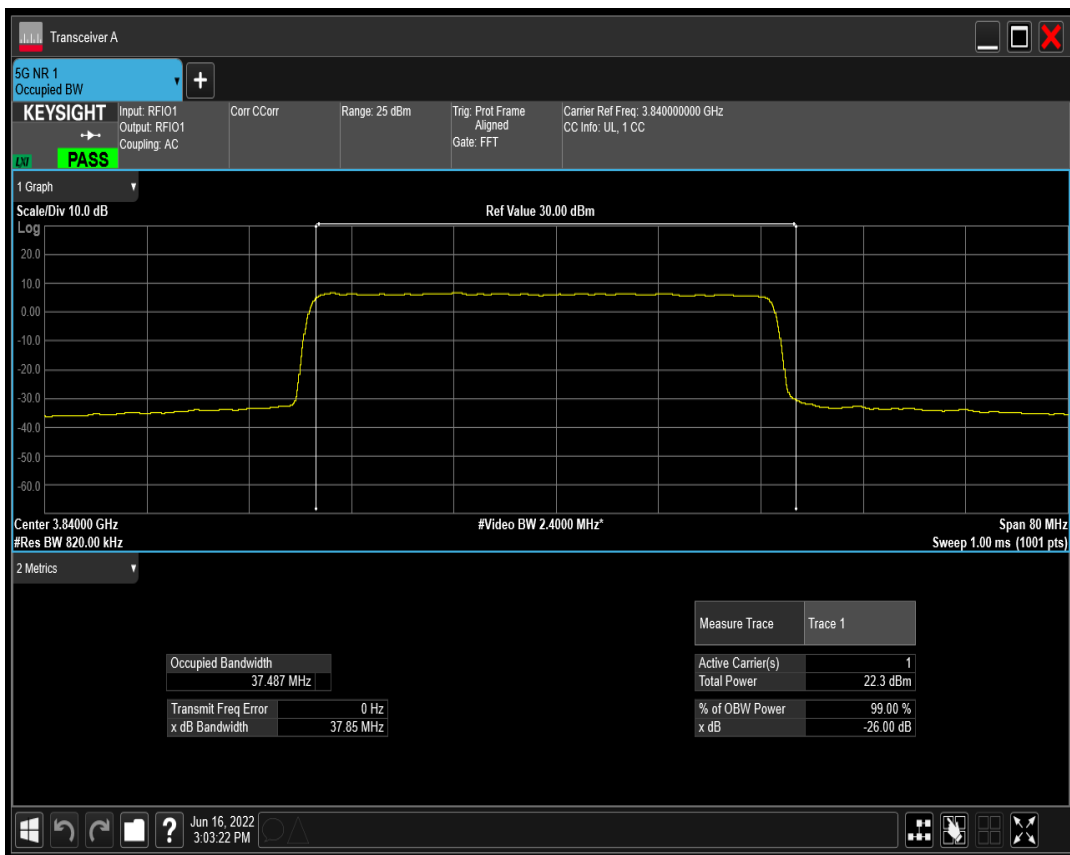 Transceiver A
5G NR 1
Occupied BW
+
KEYSIGHT
LXI
PASS
Input: RFIO1
Output: RFIO1
Coupling: AC
Corr CCorr
Range: 25 dBm
Trig: Prot Frame
Aligned
Gate: FFT
Carrier Ref Freq: 3.840000000 GHz
CC Info: UL, 1 CC
1 Graph
Scale/Div 10.0 dB
Ref Value 30.00 dBm
Log
20.0
10.0
0.00
-10.0
-20.0
-30.0
-40.0
-50.0
-60.0
Center 3.84000 GHz
#Video BW 2.4000 MHz*
Span 80 MHz
#Res BW 820.00 kHz
Sweep 1.00 ms (1001 pts)
2 Metrics
Measure Trace Trace 1
Occupied Bandwidth
37.487 MHz
Active Carrier(s) 1
Total Power 22.3 dBm
Transmit Freq Error 0 Hz
x dB Bandwidth 37.85 MHz
% of OBW Power 99.00 %
x dB -26.00 dB
?
Jun 16, 2022
3:03:22 PM